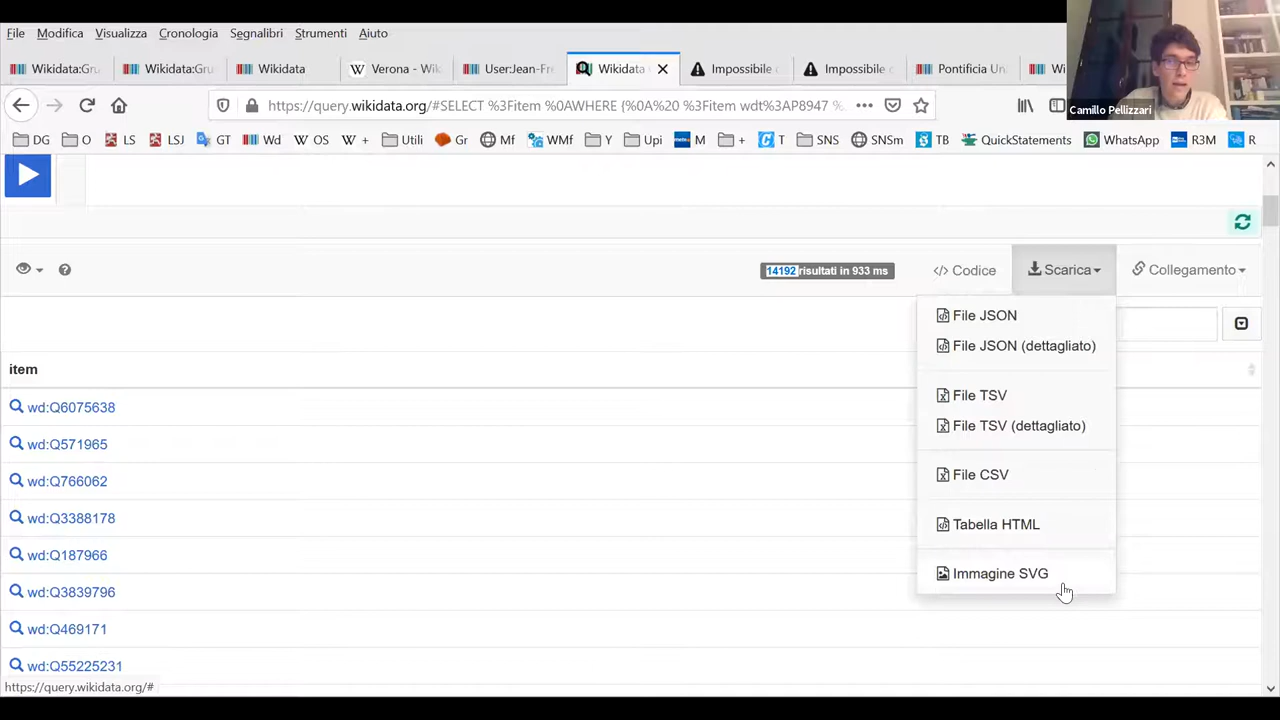 File Modifica Visualizza Cronologia Segnalibri Strumenti Aiuto
Wikidata:Gru Wikidata:Gru Wikidata Verona - Wik User:Jean-Fre Wikidata Impossibile Impossibile Pontificia Un Wi
https://query.wikidata.org/#SELECT %3Fitem %0AWHERE {%0A%20 %3Fitem wdt%3AP8947 %
Camillo Pellizzari
DG O LS LSJ GT Wd OS + Utili Gr Mf WMf Y Upi M + T SNS SNSm TB QuickStatements WhatsApp R3M R
14192 risultati in 933 ms </> Codice Scarica Collegamento
File JSON
File JSON (dettagliato)
item
File TSV
wd:Q6075638
File TSV (dettagliato)
wd:Q571965
File CSV
wd:Q766062
wd:Q3388178
Tabella HTML
wd:Q187966
Immagine SVG
wd:Q3839796
wd:Q469171
wd:Q55225231
https://query.wikidata.org/#